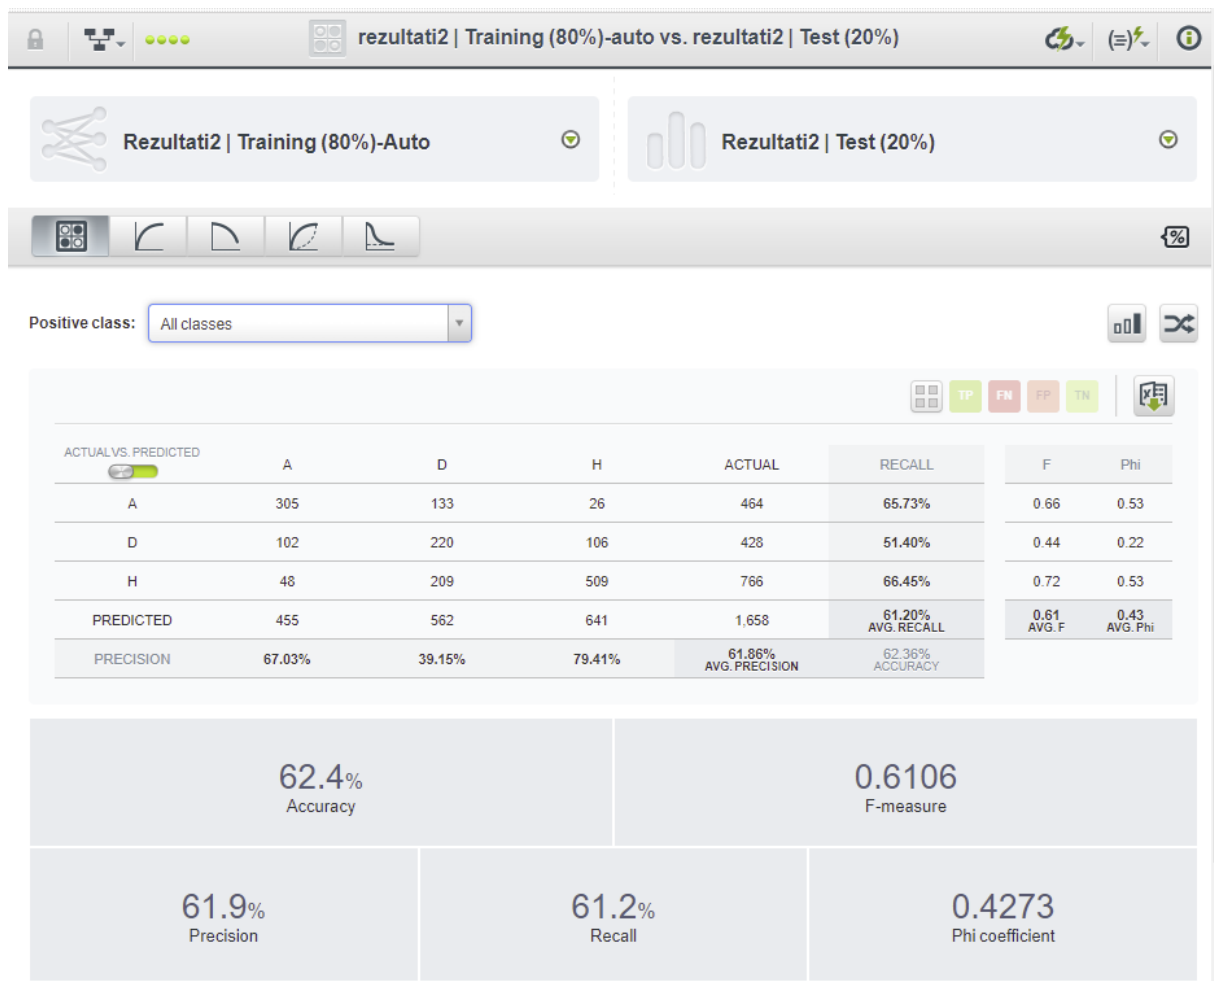 rezultati2 | Training (80%)-auto vs. rezultati2 | Test (20%)
Rezultati2 | Training (80%)-Auto
Rezultati2 | Test (20%)
Positive class: All classes
TP FN FP TN
ACTUAL VS. PREDICTED A D H ACTUAL RECALL F Phi
A 305 133 26 464 65.73% 0.66 0.53
D 102 220 106 428 51.40% 0.44 0.22
H 48 209 509 766 66.45% 0.72 0.53
PREDICTED 455 562 641 1,658 61.20% AVG. RECALL 0.61 AVG. F 0.43 AVG. Phi
PRECISION 67.03% 39.15% 79.41% 61.86% AVG. PRECISION 62.36% ACCURACY
62.4%
Accuracy
0.6106
F-measure
61.9%
Precision
61.2%
Recall
0.4273
Phi coefficient